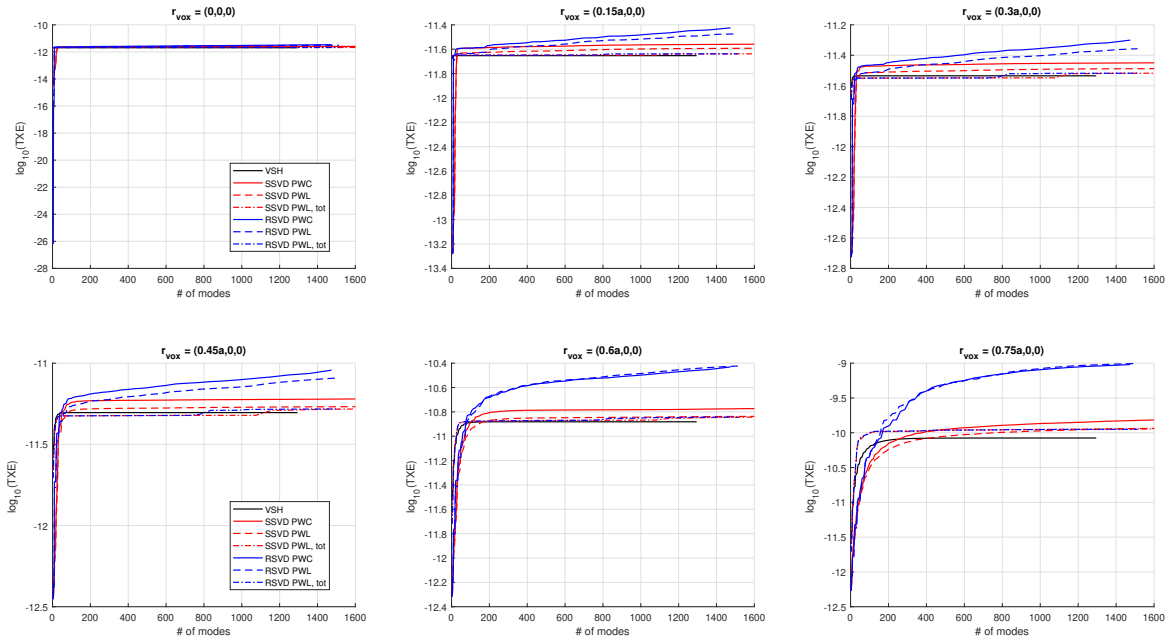 r_vox = (0,0,0)
-10
-12
-14
-16
-18
-20
-22
-24
-26
-28
log_10(TXE)
0 200 400 600 800 1000 1200 1400 1600
# of modes
VSH
SSVD PWC
SSVD PWL
SSVD PWL, tot
RSVD PWC
RSVD PWL
RSVD PWL, tot
r_vox = (0.15a,0,0)
-11.4
-11.6
-11.8
-12
-12.2
-12.4
-12.6
-12.8
-13
-13.2
-13.4
log_10(TXE)
0 200 400 600 800 1000 1200 1400 1600
# of modes
r_vox = (0.3a,0,0)
-11.2
-11.4
-11.6
-11.8
-12
-12.2
-12.4
-12.6
-12.8
log_10(TXE)
0 200 400 600 800 1000 1200 1400 1600
# of modes
r_vox = (0.45a,0,0)
-11
-11.5
-12
-12.5
log_10(TXE)
0 200 400 600 800 1000 1200 1400 1600
# of modes
VSH
SSVD PWC
SSVD PWL
SSVD PWL, tot
RSVD PWC
RSVD PWL
RSVD PWL, tot
r_vox = (0.6a,0,0)
-10.4
-10.6
-10.8
-11
-11.2
-11.4
-11.6
-11.8
-12
-12.2
-12.4
log_10(TXE)
0 200 400 600 800 1000 1200 1400 1600
# of modes
r_vox = (0.75a,0,0)
-9
-9.5
-10
-10.5
-11
-11.5
-12
log_10(TXE)
0 200 400 600 800 1000 1200 1400 1600
# of modes